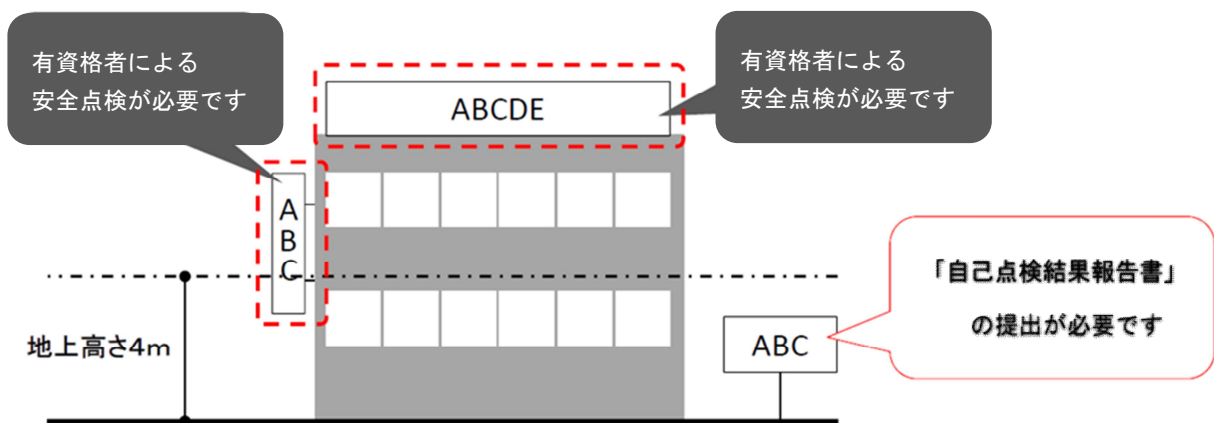 有資格者による
安全点検が必要です
有資格者による
安全点検が必要です
ABCDE
A
B
C
地上高さ4m
ABC
「自己点検結果報告書」
の提出が必要です